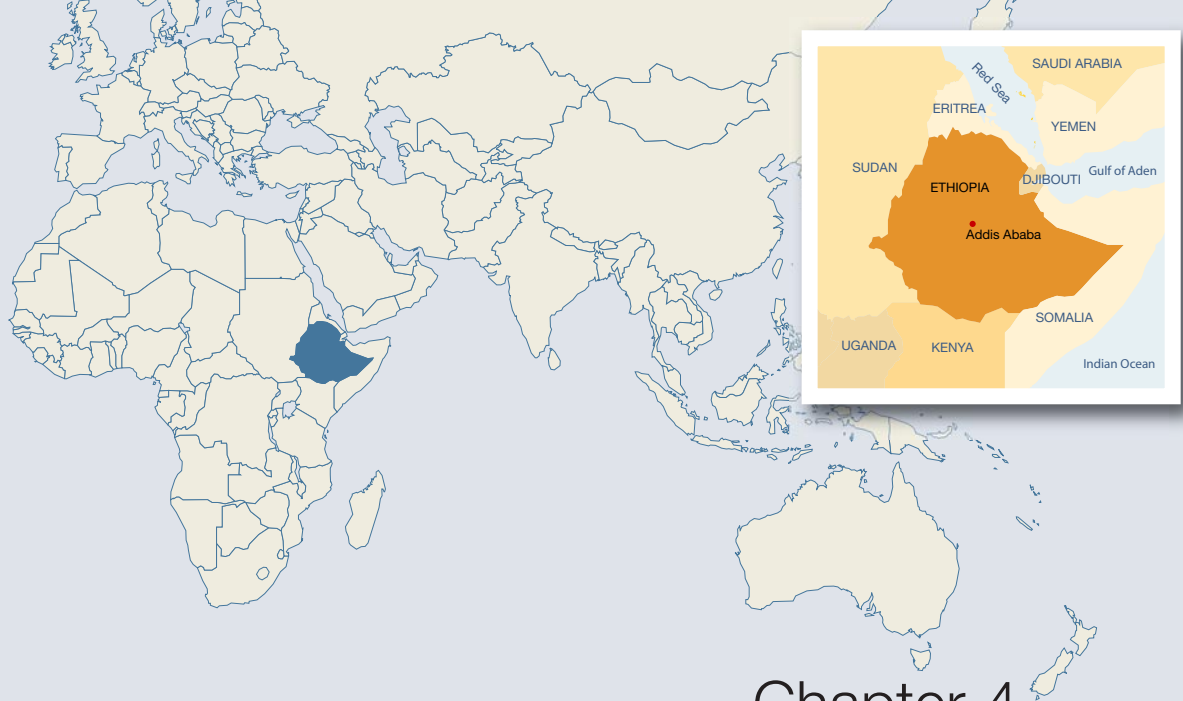 SAUDI ARABIA
Red Sea
ERITREA
YEMEN
SUDAN
Gulf of Aden
DJIBOUTI
ETHIOPIA
Addis Ababa
SOMALIA
UGANDA
KENYA
Indian Ocean
Chapter 4